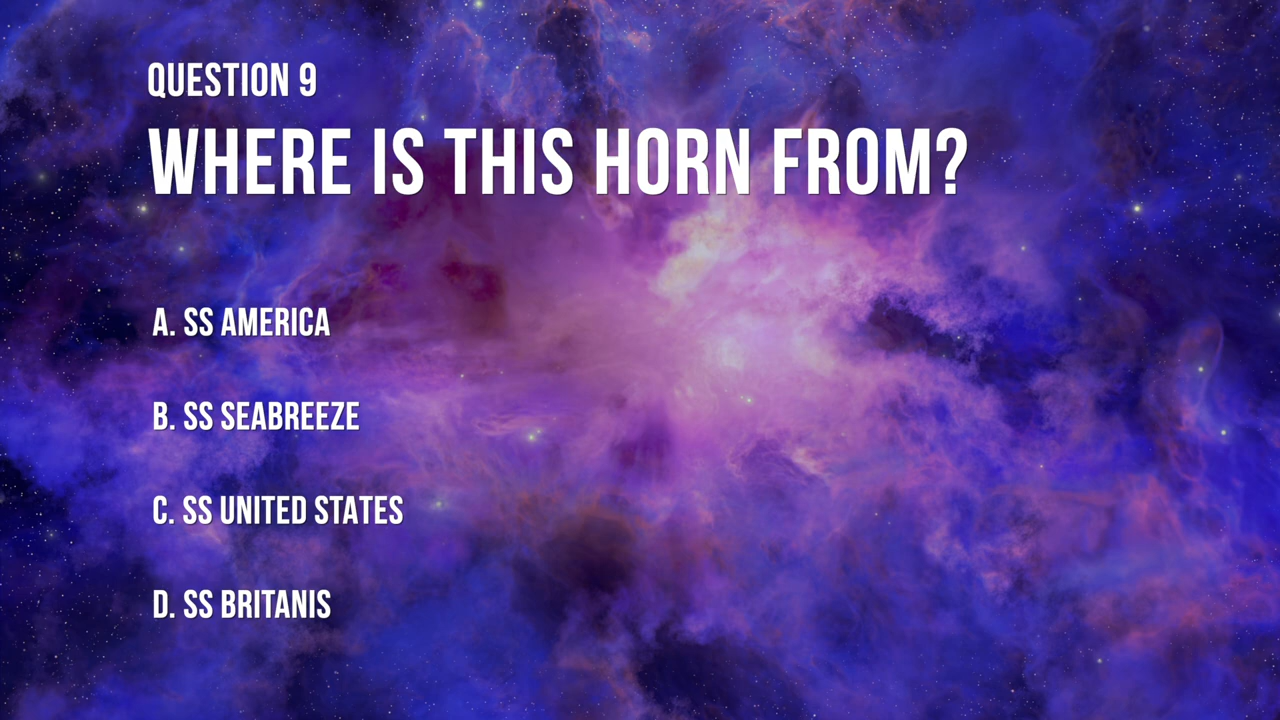 QUESTION 9
WHERE IS THIS HORN FROM?
A. SS AMERICA
B. SS SEABREEZE
C. SS UNITED STATES
D. SS BRITANIS